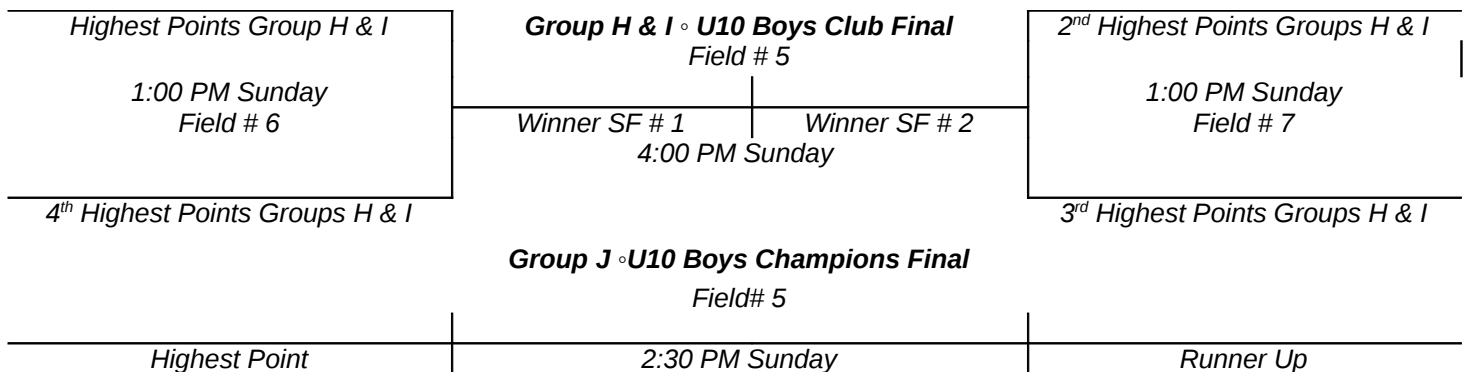 Highest Points Group H & I
Group H & I ◦ U10 Boys Club Final
2nd Highest Points Groups H & I
Field # 5
1:00 PM Sunday
1:00 PM Sunday
Field # 6
Winner SF # 1
Winner SF # 2
Field # 7
4:00 PM Sunday
4th Highest Points Groups H & I
3rd Highest Points Groups H & I
Group J ◦U10 Boys Champions Final
Field# 5
Highest Point
2:30 PM Sunday
Runner Up